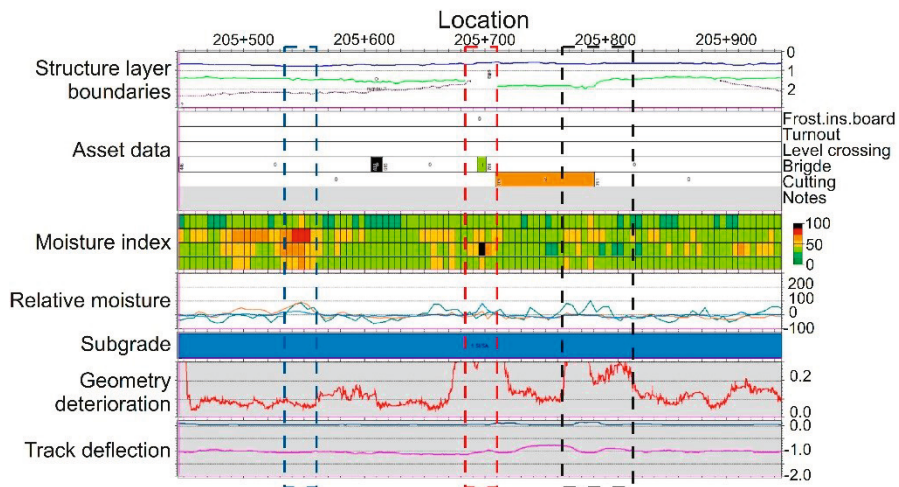 Location
205+500 205+600 205+700 205+800 205+900
Structure layer
boundaries
0
1
2
Asset data
Frost.ins.board
Turnout
Level crossing
Brigde
Cutting
Notes
Moisture index
100
50
0
Relative moisture
200
100
0
-100
Subgrade
Geometry
deterioration
0.2
0.0
Track deflection
0.0
-1.0
-2.0